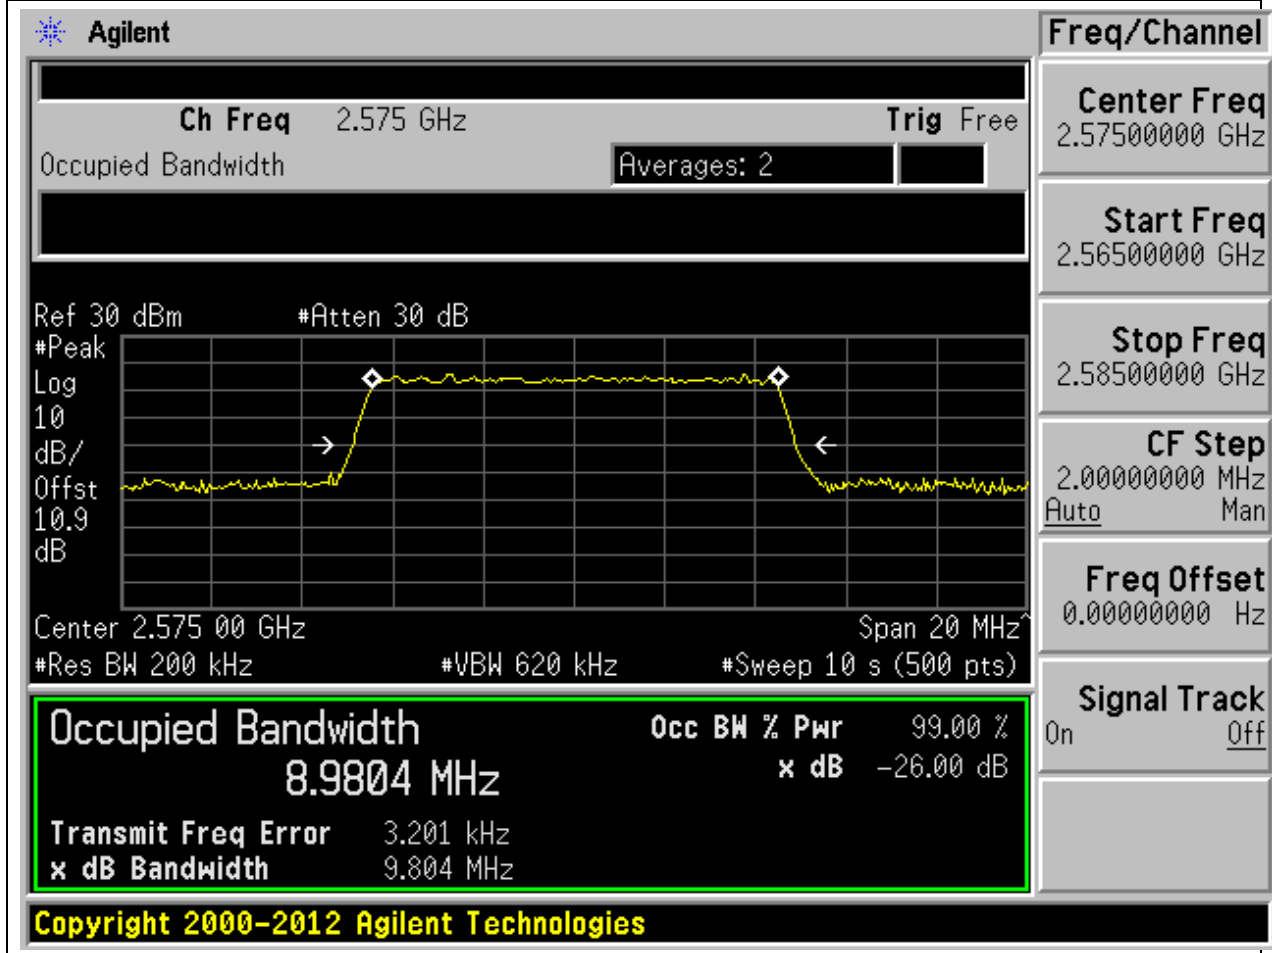 Agilent
Freq/Channel
Ch Freq 2.575 GHz Trig Free
Occupied Bandwidth Averages: 2
Center Freq
2.57500000 GHz
Start Freq
2.56500000 GHz
Stop Freq
2.58500000 GHz
CF Step
2.00000000 MHz
Auto Man
Freq Offset
0.00000000 Hz
Signal Track
On Off
Ref 30 dBm #Atten 30 dB
#Peak
Log
10
dB/
Offst
10.9
dB
Center 2.575 00 GHz Span 20 MHz^
#Res BW 200 kHz #VBW 620 kHz #Sweep 10 s (500 pts)
Occupied Bandwidth Occ BW % Pwr 99.00 %
8.9804 MHz x dB -26.00 dB
Transmit Freq Error 3.201 kHz
x dB Bandwidth 9.804 MHz
Copyright 2000-2012 Agilent Technologies